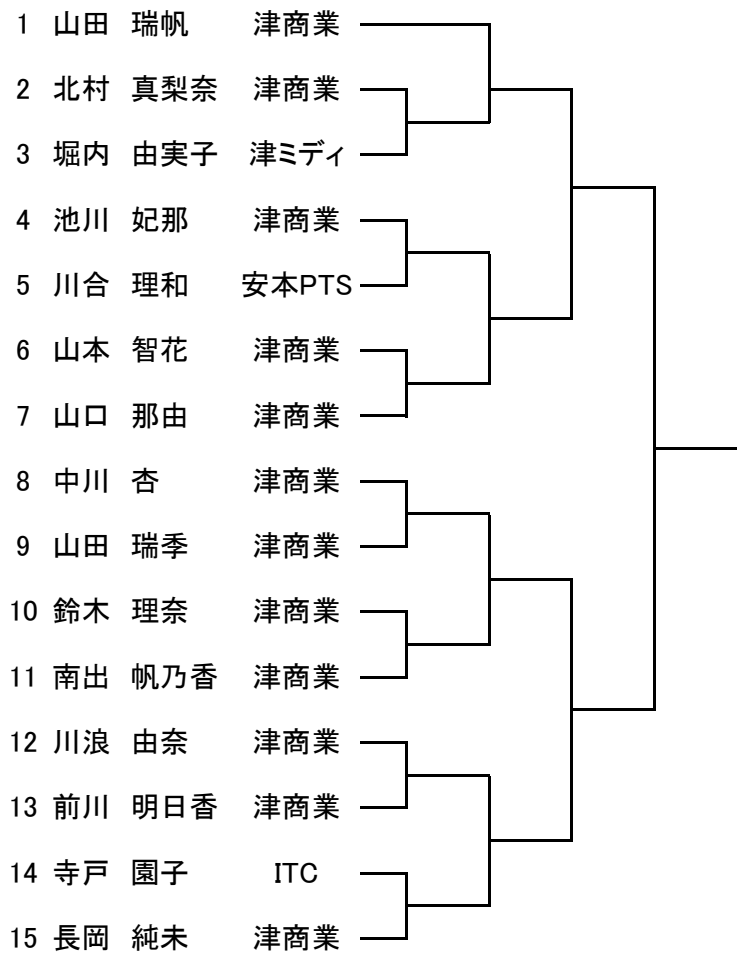 1 山田 瑞帆 津商業
2 北村 真梨奈 津商業
3 堀内 由実子 津ミディ
4 池川 妃那 津商業
5 川合 理和 安本PTS
6 山本 智花 津商業
7 山口 那由 津商業
8 中川 杏 津商業
9 山田 瑞季 津商業
10 鈴木 理奈 津商業
11 南出 帆乃香 津商業
12 川浪 由奈 津商業
13 前川 明日香 津商業
14 寺戸 園子 ITC
15 長岡 純未 津商業